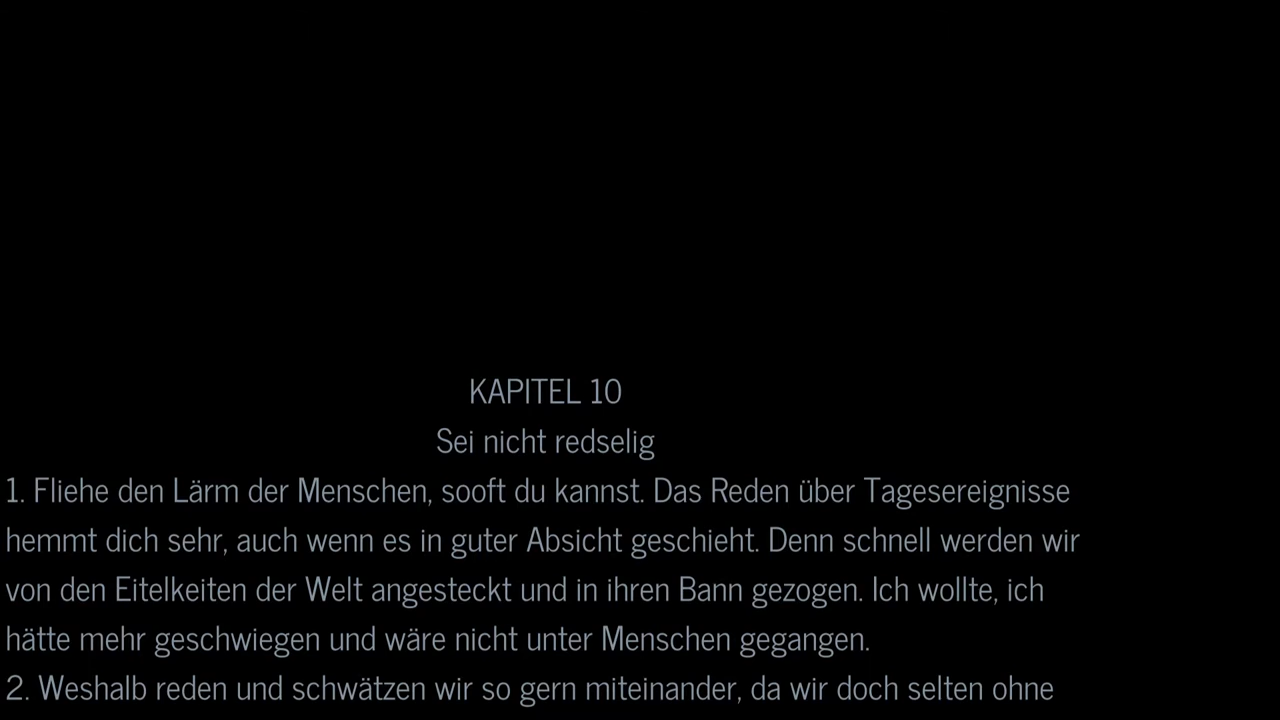 KAPITEL 10
Sei nicht redselig
1. Fliehe den Lärm der Menschen, sooft du kannst. Das Reden über Tagesereignisse
hemmt dich sehr, auch wenn es in guter Absicht geschieht. Denn schnell werden wir
von den Eitelkeiten der Welt angesteckt und in ihren Bann gezogen. Ich wollte, ich
hätte mehr geschwiegen und wäre nicht unter Menschen gegangen.
2. Weshalb reden und schwätzen wir so gern miteinander, da wir doch selten ohne